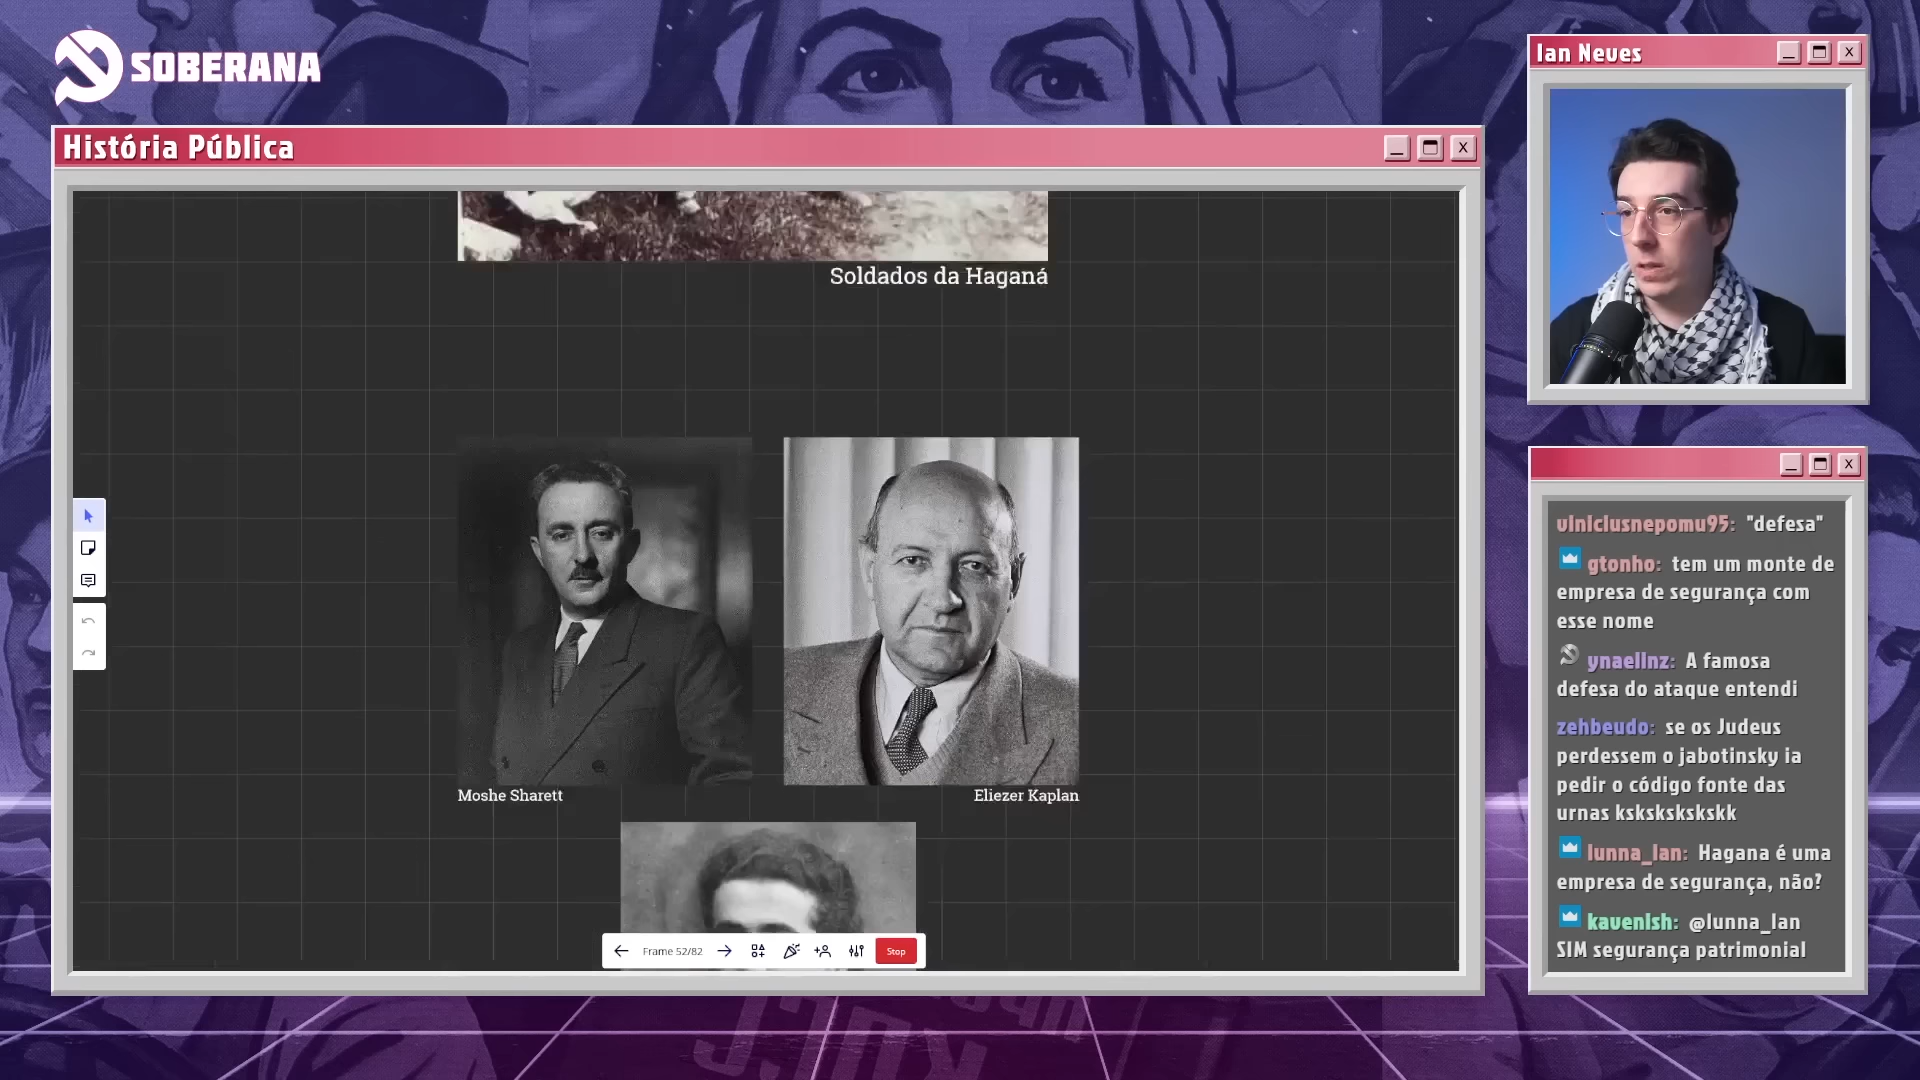 SOBERANA
História Pública
Soldados da Haganá
Moshe Sharett
Eliezer Kaplan
Frame 52/82
Stop
Ian Neves
viniciusnepomu95: "defesa"
gtonho: tem um monte de
empresa de segurança com
esse nome
ynaelinz: A famosa
defesa do ataque entendi
zehbeudo: se os Judeus
perdessem o jabotinsky ia
pedir o código fonte das
urnas ksksksksksk
lunna_lan: Hagana é uma
empresa de segurança, não?
kavenish: @lunna_lan
SIM segurança patrimonial